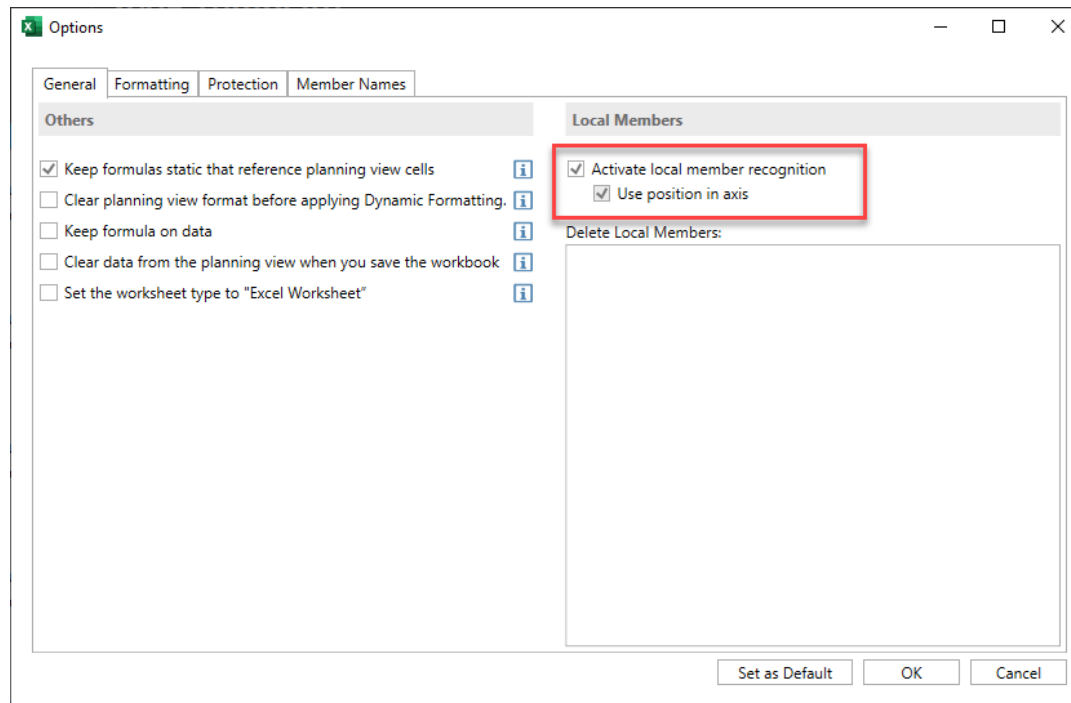 Options
General Formatting Protection Member Names
Others
Keep formulas static that reference planning view cells
Clear planning view format before applying Dynamic Formatting.
Keep formula on data
Clear data from the planning view when you save the workbook
Set the worksheet type to "Excel Worksheet"
Local Members
Activate local member recognition
Use position in axis
Delete Local Members:
Set as Default OK Cancel